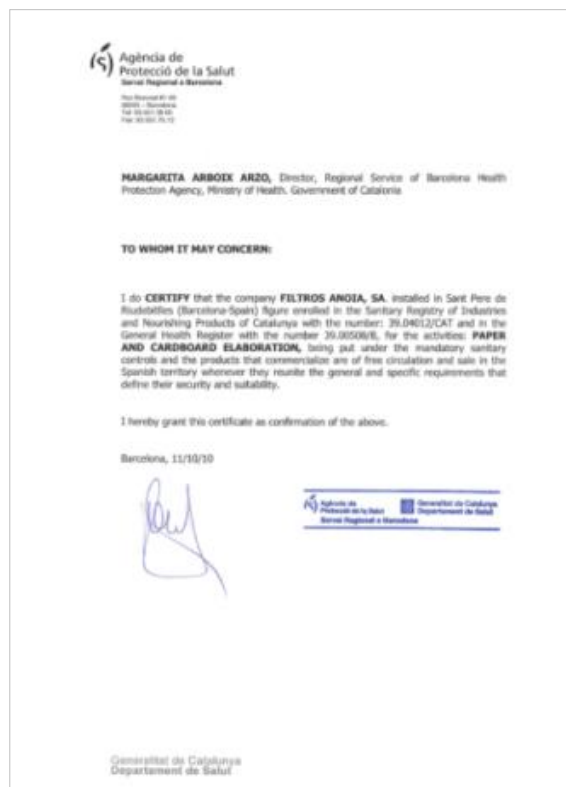 Agència de
Protecció de la Salut
Servei Regional a Barcelona
08005 – Barcelona
MARGARITA ARBOIX ARZO, Director, Regional Service of Barcelona Health
Protection Agency, Ministry of Health. Government of Catalonia
TO WHOM IT MAY CONCERN:
I do CERTIFY that the company FILTROS ANOIA, SA. installed in Sant Pere de
Riudebitlles (Barcelona-Spain) figure enrolled in the Sanitary Registry of Industries
and Nourishing Products of Catalunya with the number: 39.04012/CAT and in the
General Health Register with the number 39.00508/B, for the activities: PAPER
AND CARDBOARD ELABORATION, being put under the mandatory sanitary
controls and the products that commercialize are of free circulation and sale in the
Spanish territory whenever they reunite the general and specific requirements that
define their security and suitability.
I hereby grant this certificate as confirmation of the above.
Barcelona, 11/10/10
Agència de
Protecció de la Salut
Servei Regional a Barcelona
Generalitat de Catalunya
Departament de Salut
Generalitat de Catalunya
Departament de Salut